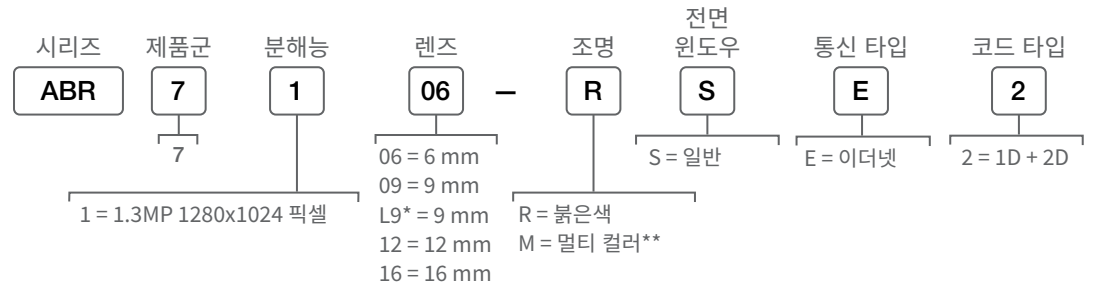 시리즈 제품군 분해능 렌즈 조명 전면 윈도우 통신 타입 코드 타입
ABR 7 1 06 – R S E 2
7
1 = 1.3MP 1280x1024 픽셀
06 = 6 mm
09 = 9 mm
L9* = 9 mm
12 = 12 mm
16 = 16 mm
R = 붉은색
M = 멀티 컬러**
S = 일반
E = 이더넷
2 = 1D + 2D